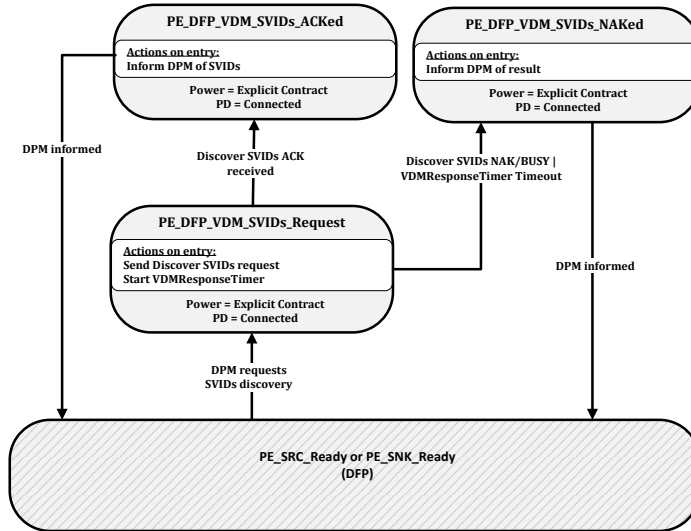 PE_DFP_VDM_SVIDs_ACKed
Actions on entry:
Inform DPM of SVIDs
Power = Explicit Contract
PD = Connected
PE_DFP_VDM_SVIDs_NAKed
Actions on entry:
Inform DPM of result
Power = Explicit Contract
PD = Connected
DPM informed
Discover SVIDs ACK
received
Discover SVIDs NAK/BUSY |
VDMResponseTimer Timeout
PE_DFP_VDM_SVIDs_Request
Actions on entry:
Send Discover SVIDs request
Start VDMResponseTimer
Power = Explicit Contract
PD = Connected
DPM informed
DPM requests
SVIDs discovery
PE_SRC_Ready or PE_SNK_Ready
(DFP)